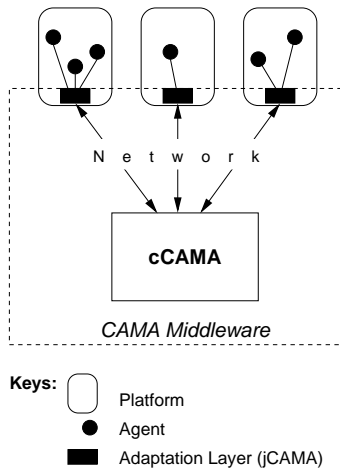 N e t w o r k
cCAMA
CAMA Middleware
Keys:
Platform
Agent
Adaptation Layer (jCAMA)